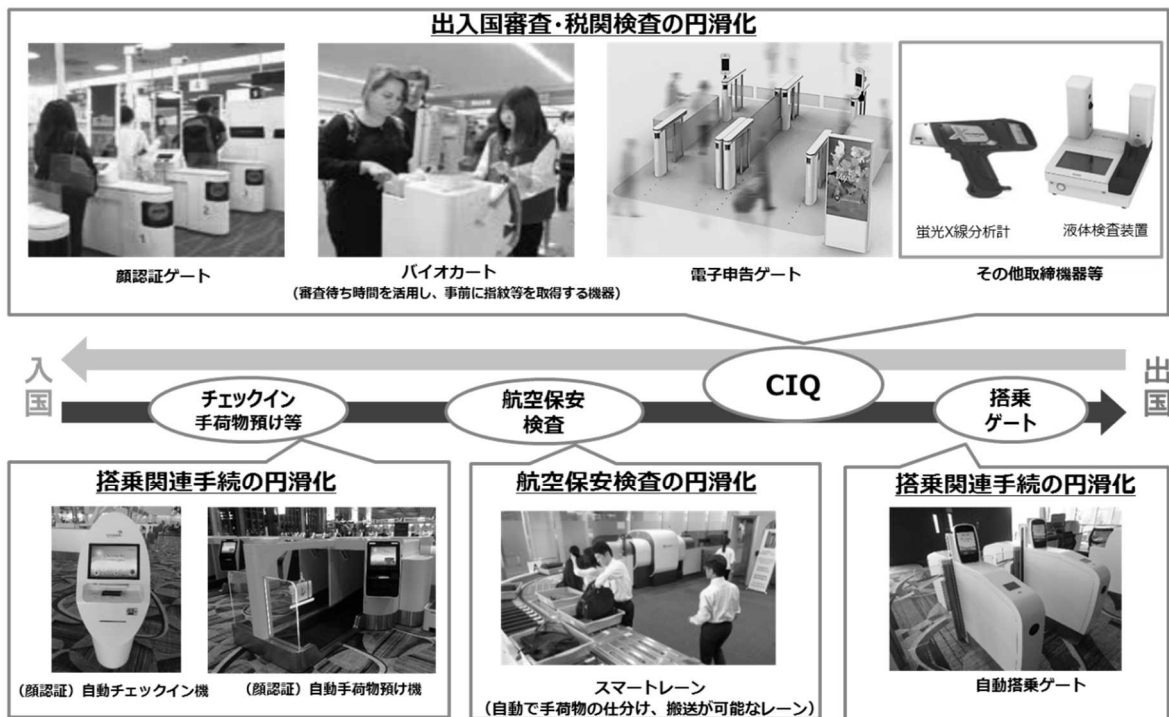 出入国審査・税関検査の円滑化
顔認証ゲート
バイオカート
(審査待ち時間を活用し、事前に指紋等を取得する機器)
電子申告ゲート
蛍光X線分析計
液体検査装置
その他取締機器等
入国
出国
チェックイン
手荷物預け等
航空保安
検査
CIQ
搭乗
ゲート
搭乗関連手続の円滑化
(顔認証)自動チェックイン機
(顔認証)自動手荷物預け機
航空保安検査の円滑化
スマートレーン
(自動で手荷物の仕分け、搬送が可能なレーン)
搭乗関連手続の円滑化
自動搭乗ゲート